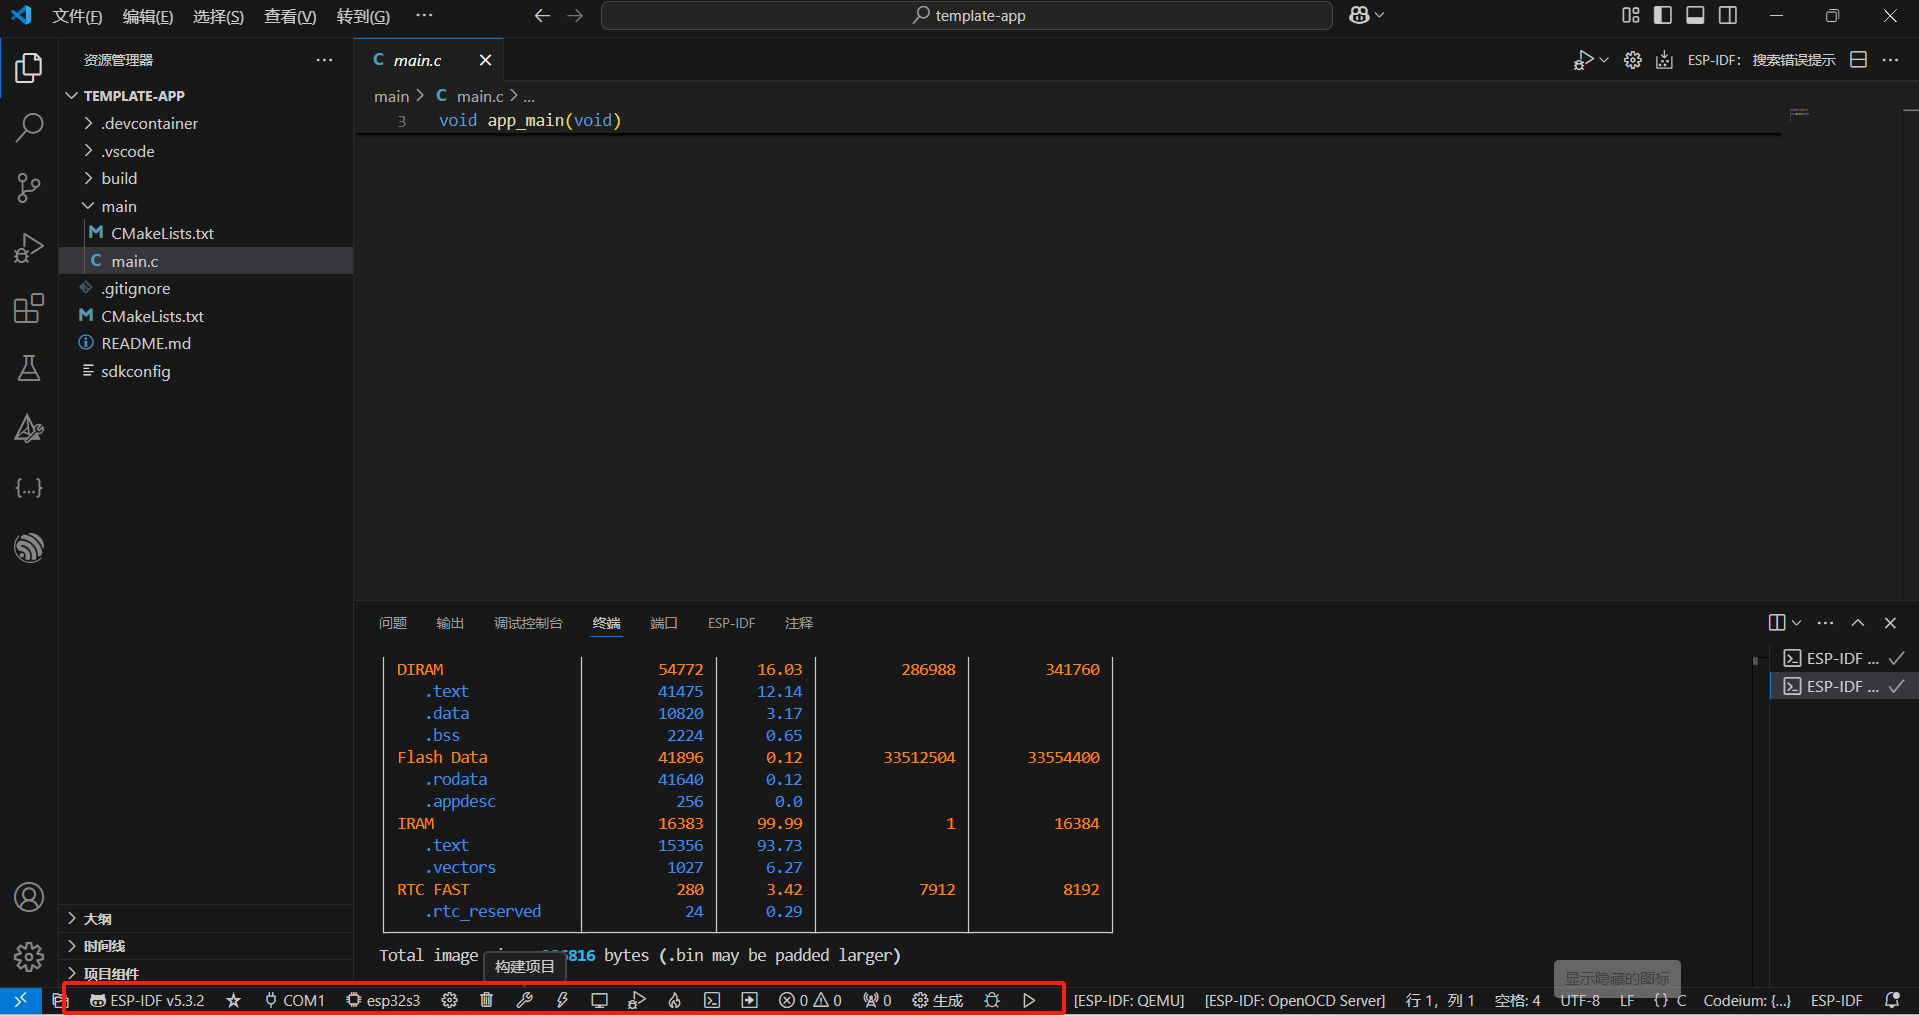 文件(F) 编辑(E) 选择(S) 查看(V) 转到(G) ··· template-app
资源管理器 ···
TEMPLATE-APP
.devcontainer
.vscode
build
main
CMakeLists.txt
main.c
.gitignore
CMakeLists.txt
README.md
sdkconfig
大纲
时间线
项目组件
main.c
ESP-IDF: 搜索错误提示 ···
main > C main.c > ...
3 void app_main(void)
问题 输出 调试控制台 终端 端口 ESP-IDF 注释
DIRAM 54772 16.03 286988 341760
.text 41475 12.14
.data 10820 3.17
.bss 2224 0.65
Flash Data 41896 0.12 33512504 33554400
.rodata 41640 0.12
.appdesc 256 0.0
IRAM 16383 99.99 1 16384
.text 15356 93.73
.vectors 1027 6.27
RTC FAST 280 3.42 7912 8192
.rtc_reserved 24 0.29
Total image 6816 bytes (.bin may be padded larger)
构建项目
ESP-IDF ...
ESP-IDF ...
显示隐藏的图标
ESP-IDF v5.3.2 COM1 esp32s3 0 0 0 生成 [ESP-IDF: QEMU] [ESP-IDF: OpenOCD Server] 行 1, 列 1 空格: 4 UTF-8 LF {} C Codeium: {...} ESP-IDF